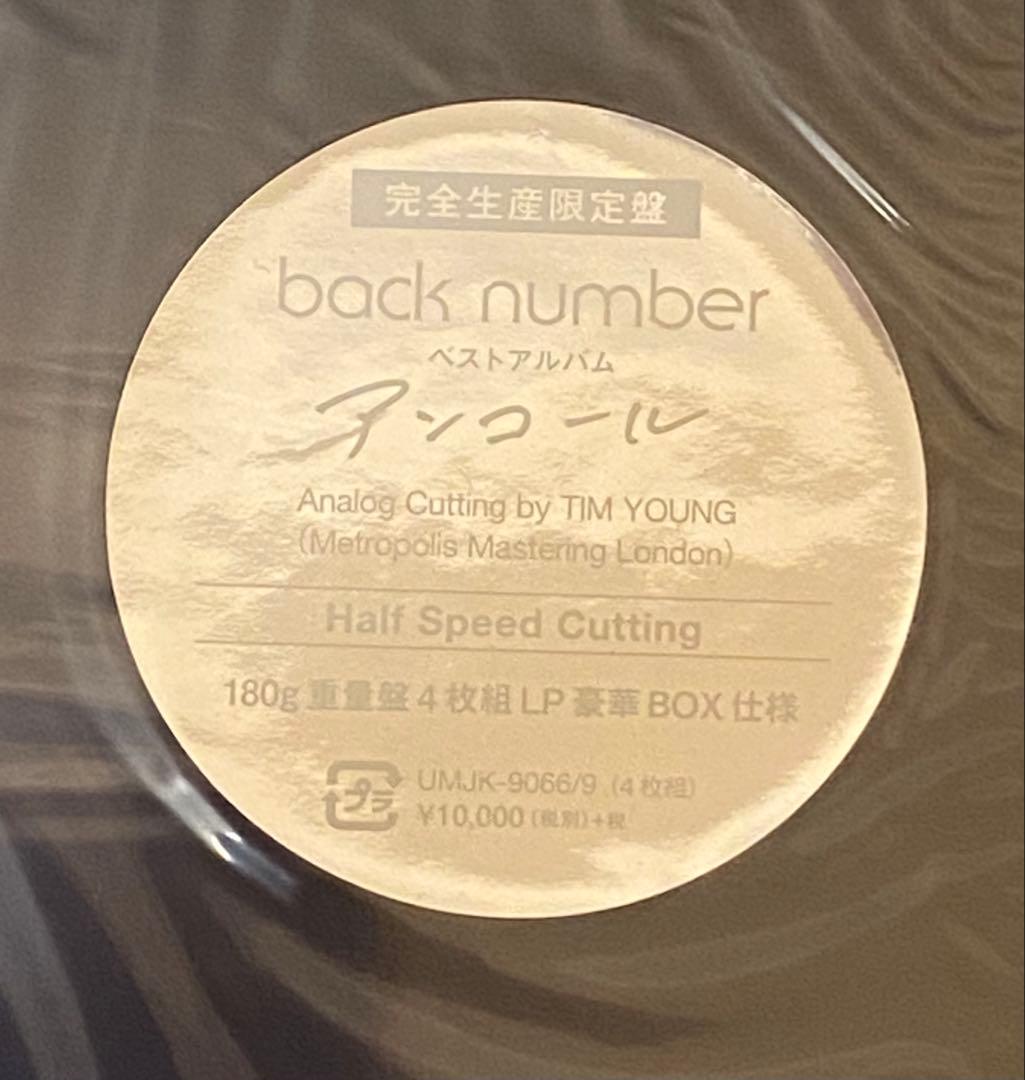 完全生産限定盤
back number
ベストアルバム
アンコール
Analog Cutting by TIM YOUNG
(Metropolis Mastering London)
Half Speed Cutting
180g 重量盤 4 枚組 LP 豪華 BOX 仕様
プラ
UMJK-9066/9 (4枚組)
¥10,000 (税別)+税